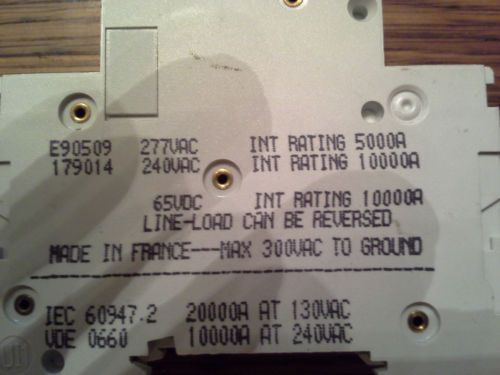 E90509 277VAC INT RATING 5000A
179014 240VAC INT RATING 10000A
65VDC INT RATING 10000A
LINE-LOAD CAN BE REVERSED
MADE IN FRANCE---MAX 300VAC TO GROUND
IEC 60947.2 20000A AT 130VAC
VDE 0660 10000A AT 240VAC